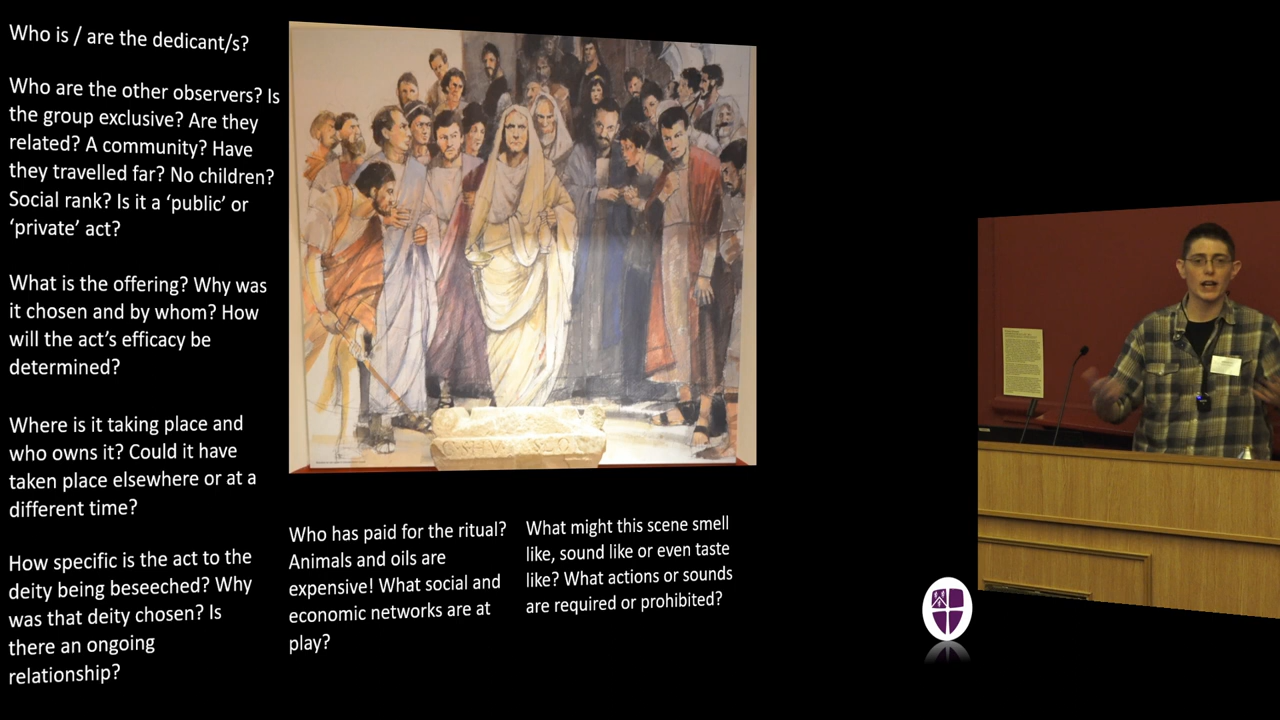 Who is / are the dedicant/s?
Who are the other observers? Is
the group exclusive? Are they
related? A community? Have
they travelled far? No children?
Social rank? Is it a ‘public’ or
‘private’ act?
What is the offering? Why was
it chosen and by whom? How
will the act’s efficacy be
determined?
Where is it taking place and
who owns it? Could it have
taken place elsewhere or at a
different time?
How specific is the act to the
deity being beseeched? Why
was that deity chosen? Is
there an ongoing
relationship?
Who has paid for the ritual?
Animals and oils are
expensive! What social and
economic networks are at
play?
What might this scene smell
like, sound like or even taste
like? What actions or sounds
are required or prohibited?